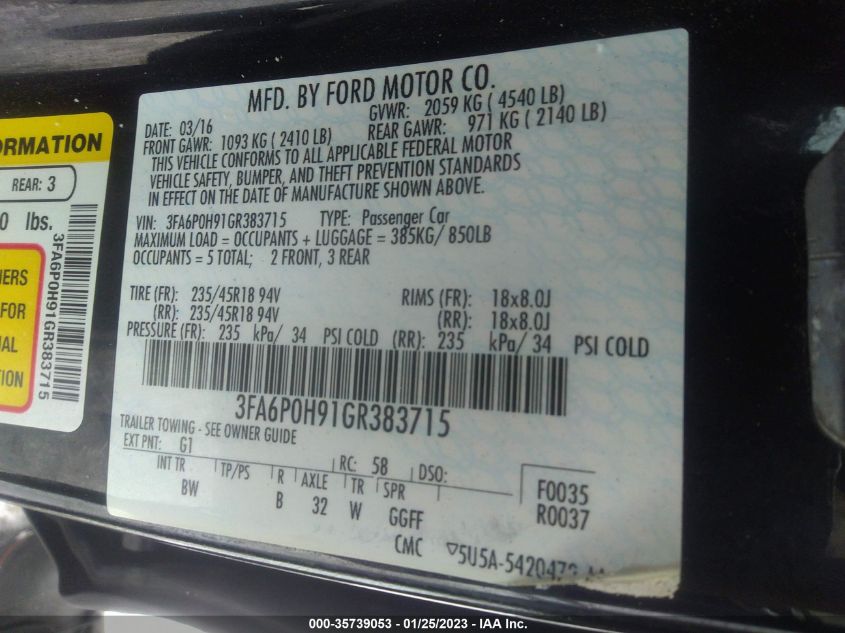 MFD. BY FORD MOTOR CO.
DATE: 03/16 GVWR: 2059 KG ( 4540 LB)
FRONT GAWR: 1093 KG ( 2410 LB) REAR GAWR: 971 KG ( 2140 LB)
THIS VEHICLE CONFORMS TO ALL APPLICABLE FEDERAL MOTOR
VEHICLE SAFETY, BUMPER, AND THEFT PREVENTION STANDARDS
IN EFFECT ON THE DATE OF MANUFACTURE SHOWN ABOVE.
VIN: 3FA6P0H91GR383715 TYPE: Passenger Car
MAXIMUM LOAD = OCCUPANTS + LUGGAGE = 385KG/ 850LB
OCCUPANTS = 5 TOTAL; 2 FRONT, 3 REAR
TIRE (FR): 235/45R18 94V RIMS (FR): 18x8.0J
(RR): 235/45R18 94V (RR): 18x8.0J
PRESSURE (FR): 235 kPa/ 34 PSI COLD (RR): 235 kPa/ 34 PSI COLD
3FA6P0H91GR383715
TRAILER TOWING - SEE OWNER GUIDE
EXT PNT: G1 RC: 58 DSO:
INT TR TP/PS R AXLE TR SPR F0035
BW B 32 W GGFF R0037
CMC ▽5U5A-5420472-
ORMATION
REAR: 3
0 lbs.
3FA6P0H91GR383715
IERS
FOR
AL
TION
000-35739053 - 01/25/2023 - IAA Inc.